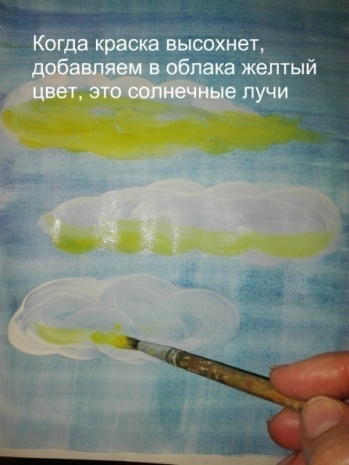 Когда краска высохнет,
добавляем в облака желтый
цвет, это солнечные лучи